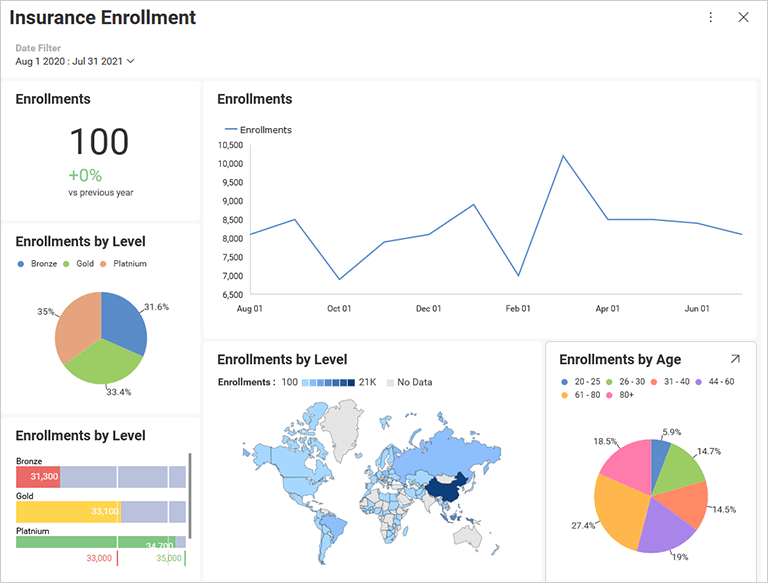 Insurance Enrollment
Date Filter
Aug 1 2020 : Jul 31 2021
Enrollments
100
+0%
vs previous year
Enrollments by Level
Bronze Gold Platnium
35%
31.6%
33.4%
Enrollments by Level
Bronze
31,300
Gold
33,100
Platnium
34,700
33,000 35,000
Enrollments
Enrollments
10,500
10,000
9,500
9,000
8,500
8,000
7,500
7,000
6,500
Aug 01 Oct 01 Dec 01 Feb 01 Apr 01 Jun 01
Enrollments by Level
Enrollments : 100 21K No Data
Enrollments by Age
20 - 25 26 - 30 31 - 40 44 - 60
61 - 80 80+
5.9%
18.5%
14.7%
14.5%
27.4%
19%